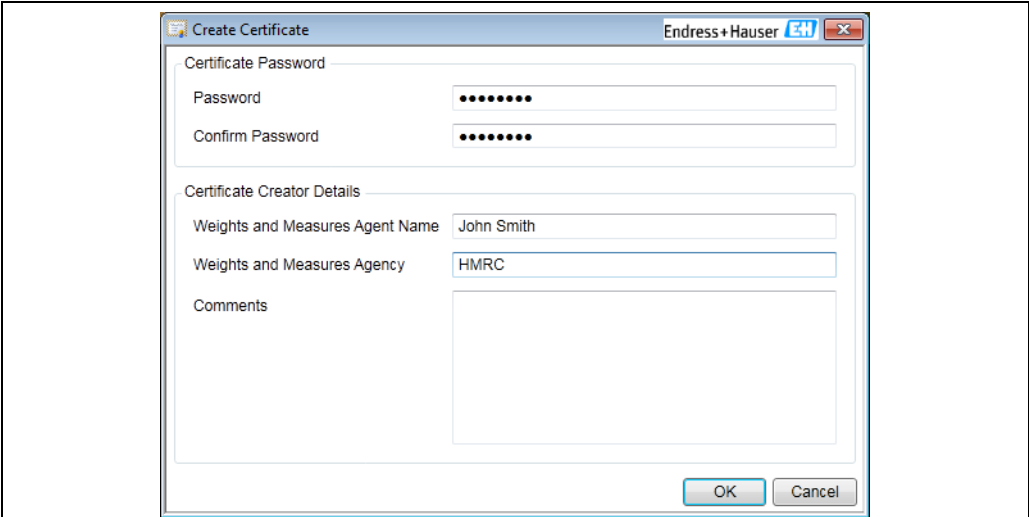 Create Certificate
Endress+Hauser EH
Certificate Password
Password ●●●●●●●●
Confirm Password ●●●●●●●●
Certificate Creator Details
Weights and Measures Agent Name John Smith
Weights and Measures Agency HMRC
Comments
OK Cancel